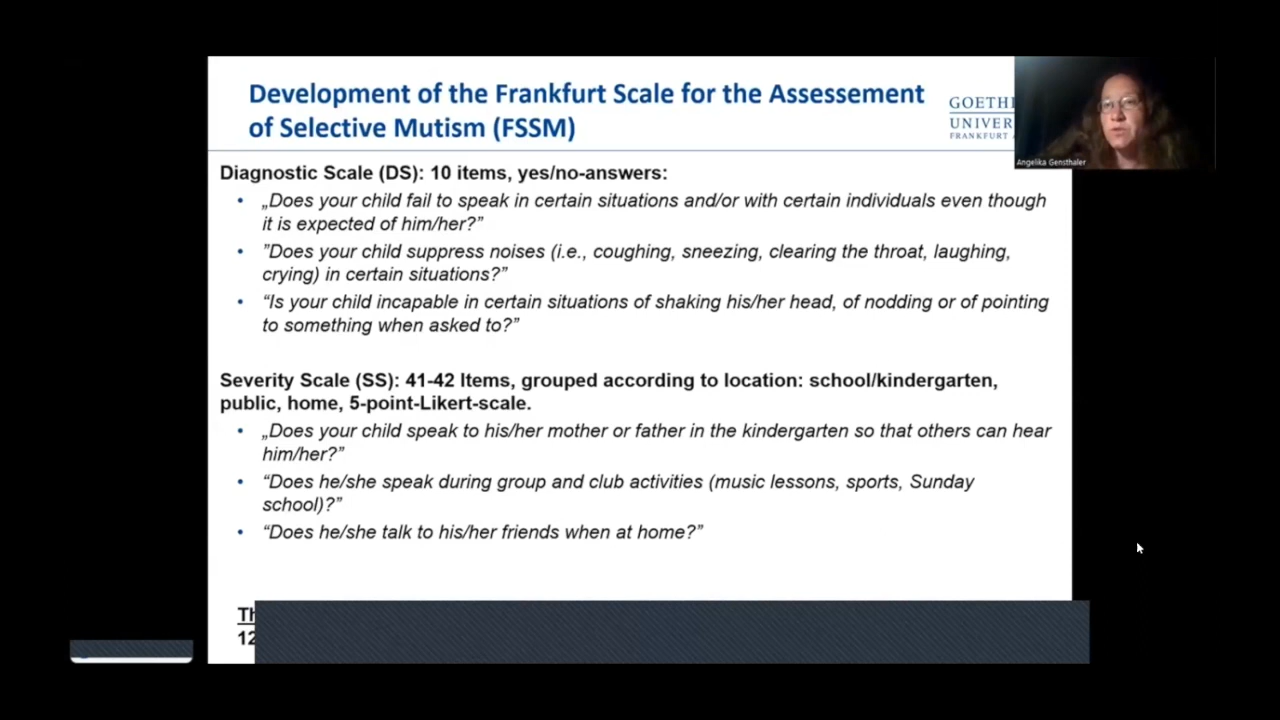 Development of the Frankfurt Scale for the Assessement
of Selective Mutism (FSSM)
GOETHE
UNIVER
FRANKFURT A
Angelika Gensthaler
Diagnostic Scale (DS): 10 items, yes/no-answers:
• „Does your child fail to speak in certain situations and/or with certain individuals even though
it is expected of him/her?”
• ”Does your child suppress noises (i.e., coughing, sneezing, clearing the throat, laughing,
crying) in certain situations?”
• “Is your child incapable in certain situations of shaking his/her head, of nodding or of pointing
to something when asked to?”
Severity Scale (SS): 41-42 Items, grouped according to location: school/kindergarten,
public, home, 5-point-Likert-scale.
• „Does your child speak to his/her mother or father in the kindergarten so that others can hear
him/her?”
• “Does he/she speak during group and club activities (music lessons, sports, Sunday
school)?”
• “Does he/she talk to his/her friends when at home?”
12